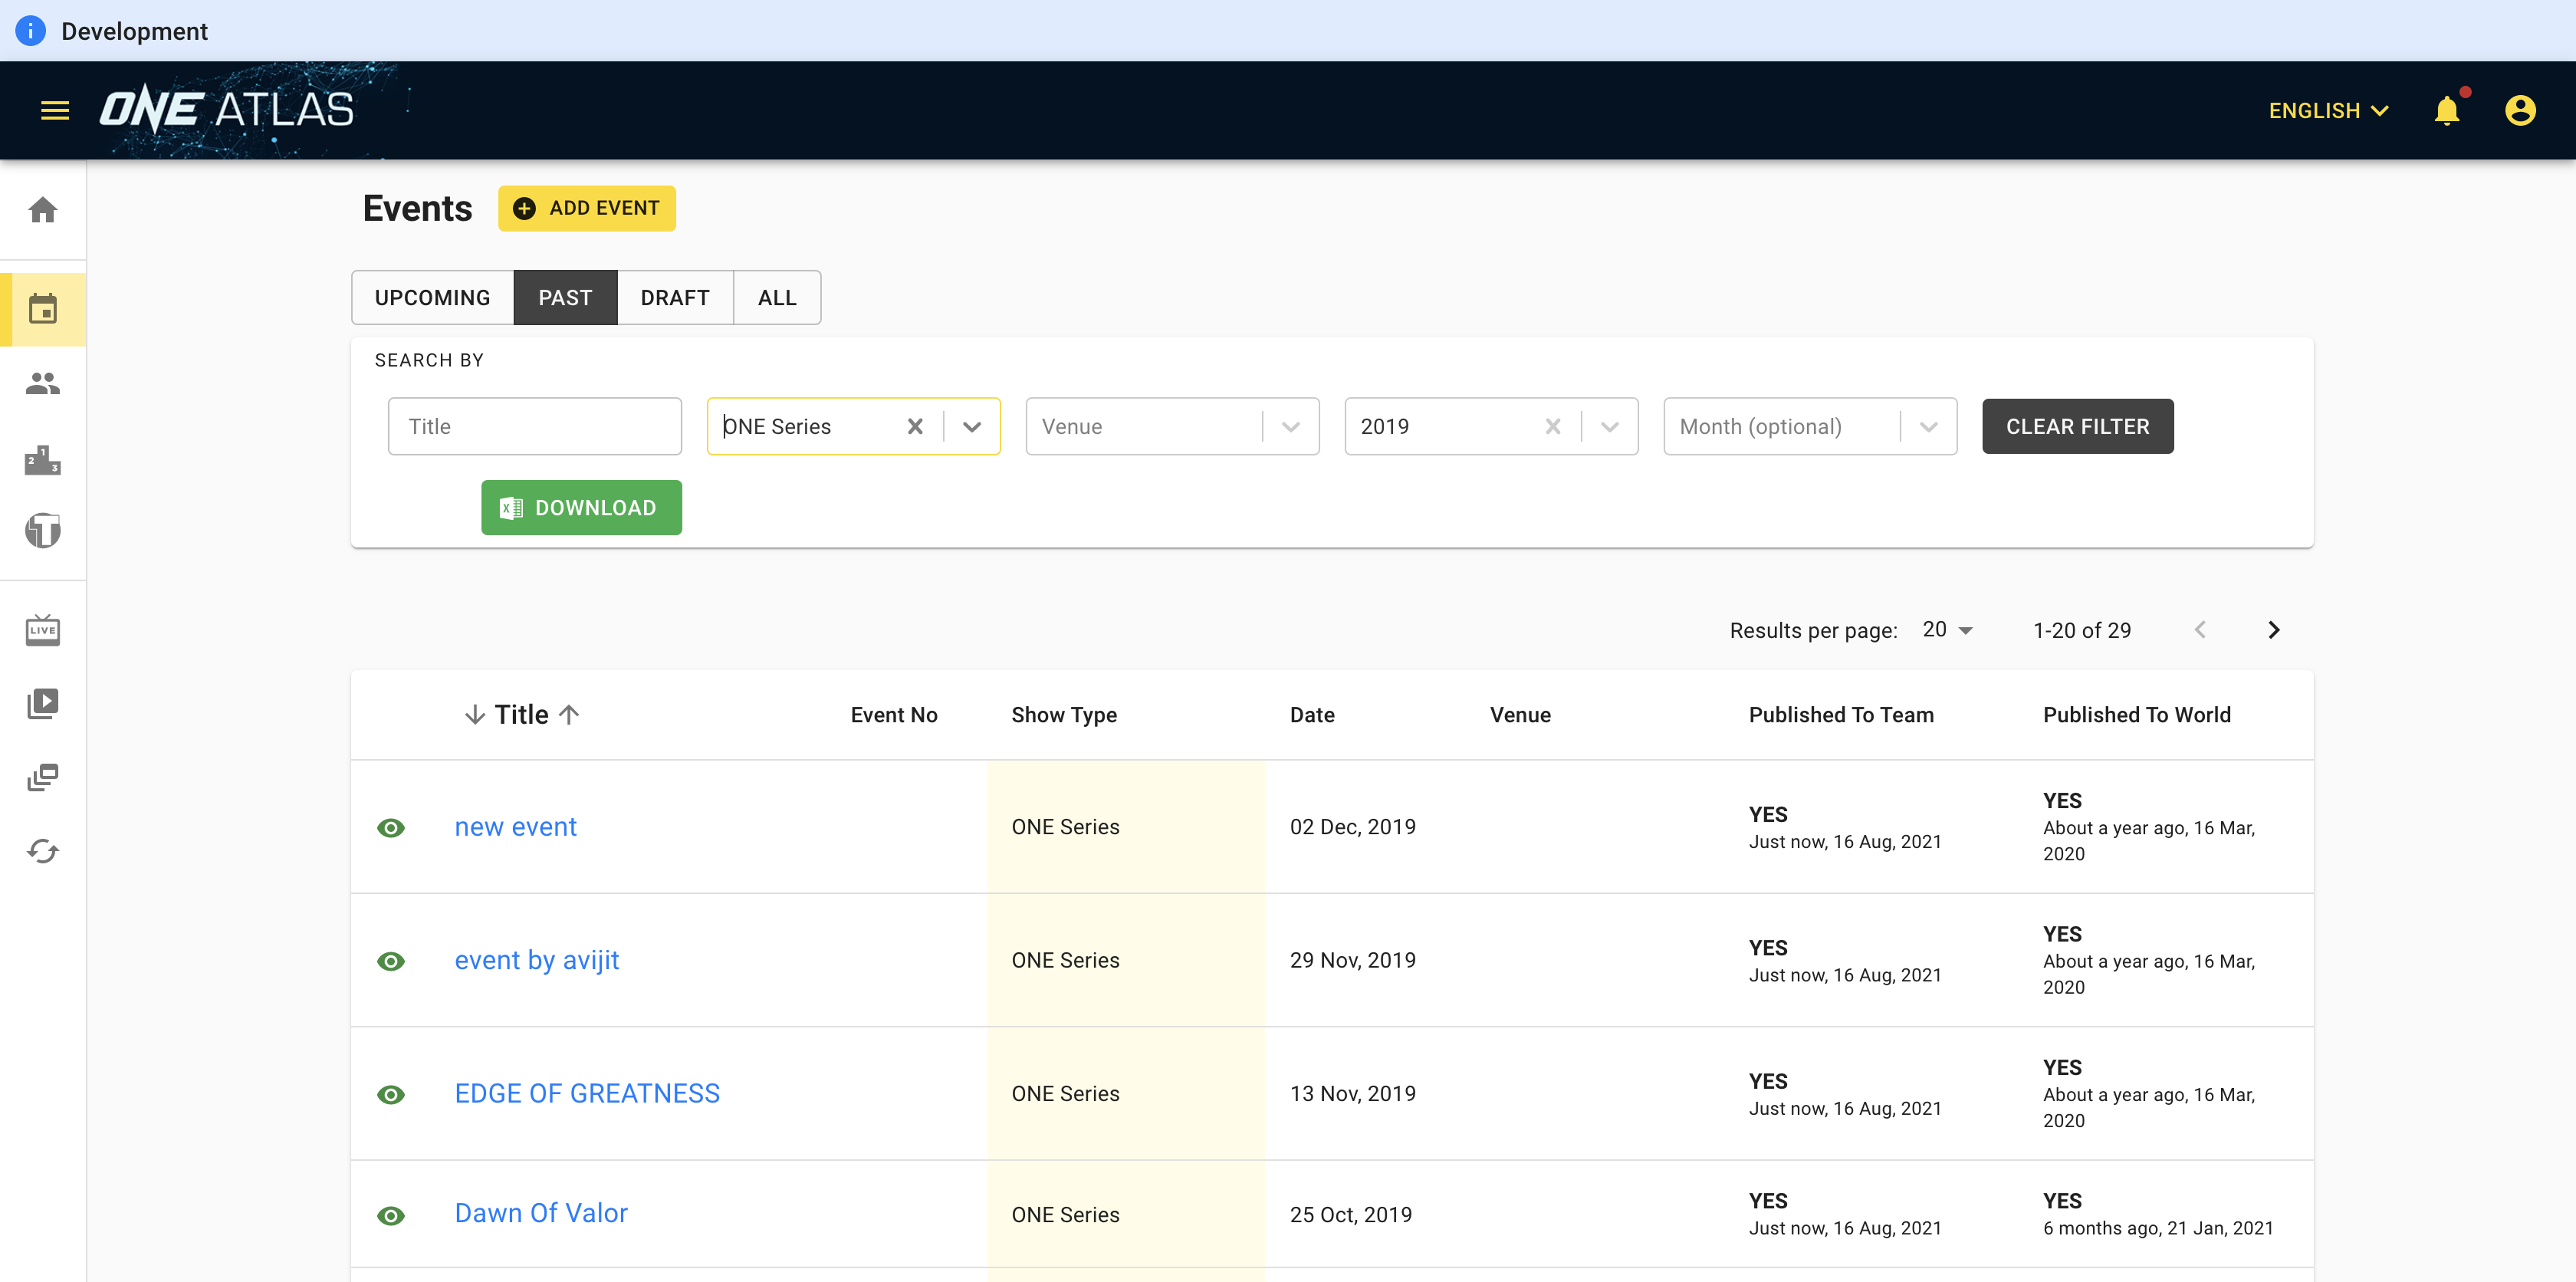 Development
ONE ATLAS
ENGLISH
Events
ADD EVENT
UPCOMING
PAST
DRAFT
ALL
SEARCH BY
Title
ONE Series
Venue
2019
Month (optional)
CLEAR FILTER
DOWNLOAD
Results per page: 20 1-20 of 29
Title
Event No
Show Type
Date
Venue
Published To Team
Published To World
new event
ONE Series
02 Dec, 2019
YES
Just now, 16 Aug, 2021
YES
About a year ago, 16 Mar,
2020
event by avijit
ONE Series
29 Nov, 2019
YES
Just now, 16 Aug, 2021
YES
About a year ago, 16 Mar,
2020
EDGE OF GREATNESS
ONE Series
13 Nov, 2019
YES
Just now, 16 Aug, 2021
YES
About a year ago, 16 Mar,
2020
Dawn Of Valor
ONE Series
25 Oct, 2019
YES
Just now, 16 Aug, 2021
YES
6 months ago, 21 Jan, 2021
1
2
3
T
LIVE